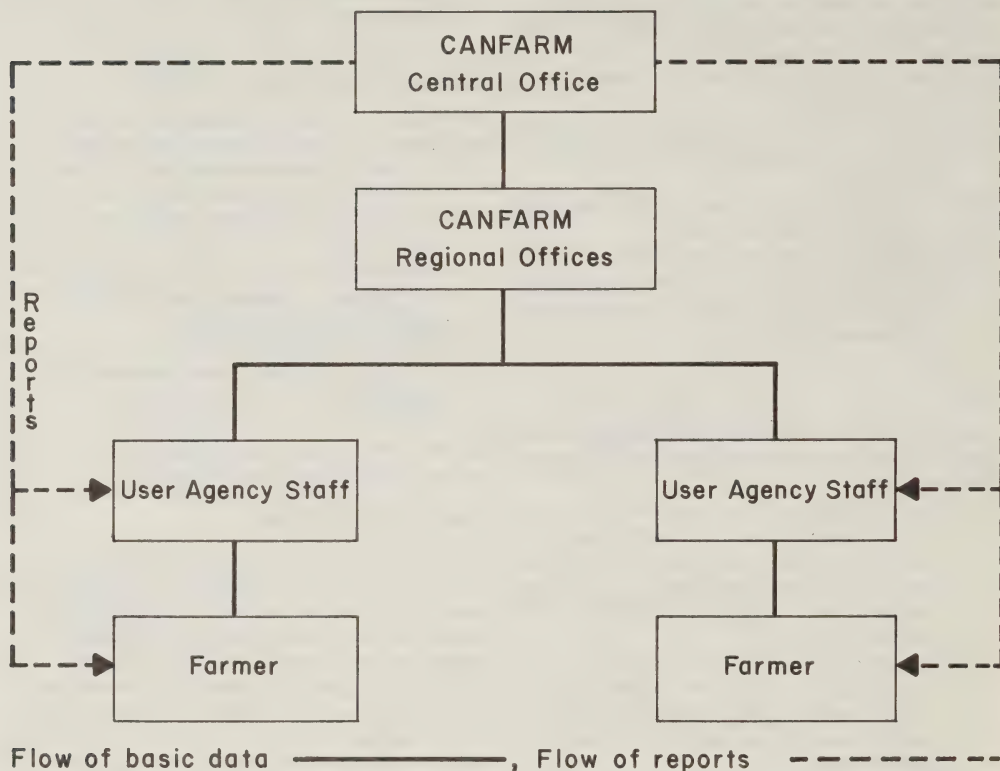 CANFARM
Central Office
CANFARM
Regional Offices
Reports
User Agency Staff
User Agency Staff
Farmer
Farmer
Flow of basic data, Flow of reports